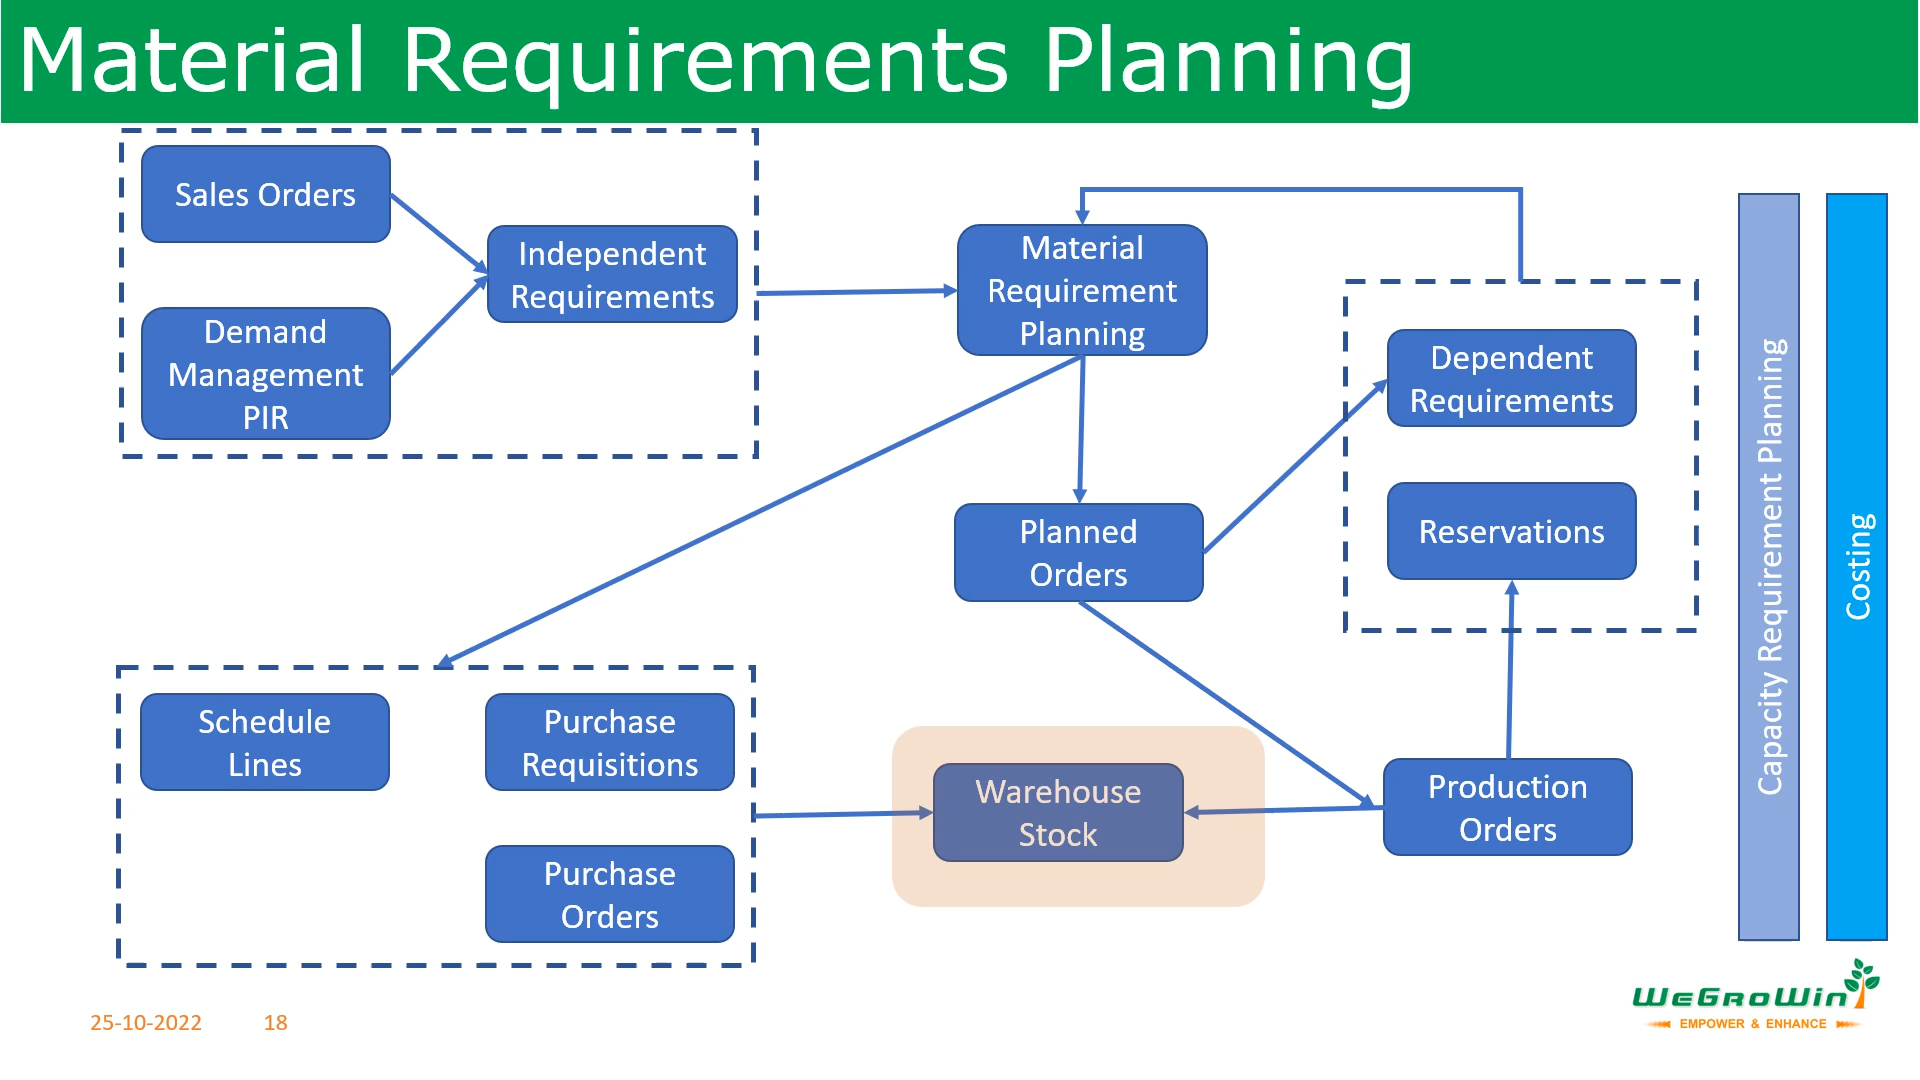 Material Requirements Planning
Sales Orders
Independent
Requirements
Demand
Management
PIR
Material
Requirement
Planning
Dependent
Requirements
Planned
Orders
Reservations
Schedule
Lines
Purchase
Requisitions
Purchase
Orders
Warehouse
Stock
Production
Orders
Capacity Requirement Planning
Costing
25-10-2022
18
WeGroWin
EMPOWER & ENHANCE